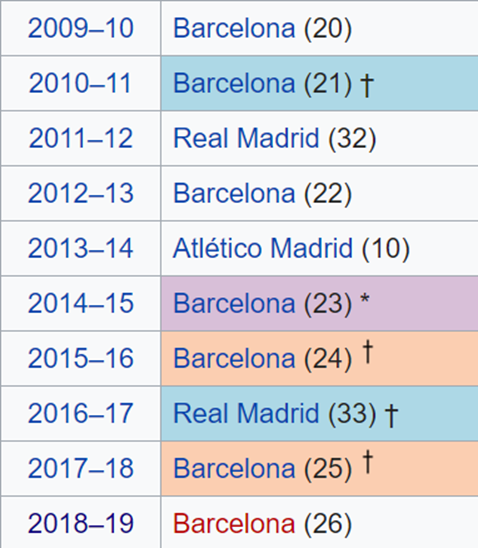 2009–10 Barcelona (20)
2010–11 Barcelona (21) †
2011–12 Real Madrid (32)
2012–13 Barcelona (22)
2013–14 Atlético Madrid (10)
2014–15 Barcelona (23) *
2015–16 Barcelona (24) †
2016–17 Real Madrid (33) †
2017–18 Barcelona (25) †
2018–19 Barcelona (26)